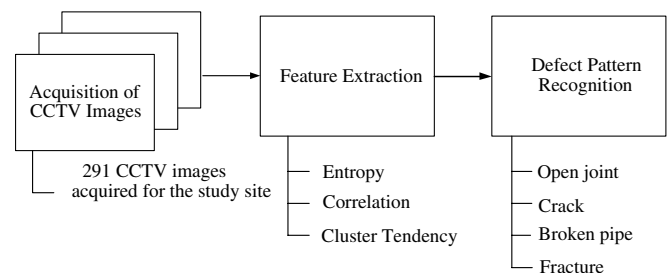 Acquisition of
CCTV Images
291 CCTV images
acquired for the study site
Feature Extraction
Entropy
Correlation
Cluster Tendency
Defect Pattern
Recognition
Open joint
Crack
Broken pipe
Fracture